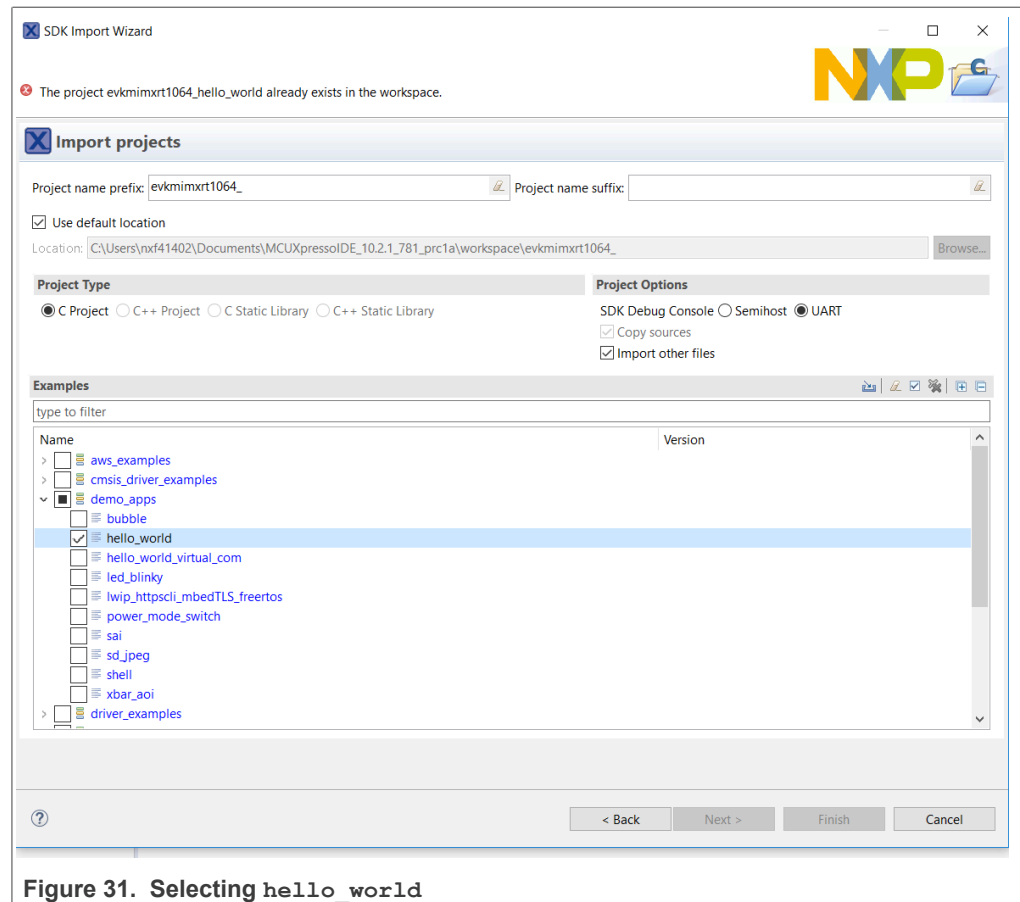 SDK Import Wizard
The project evkmimxrt1064_hello_world already exists in the workspace.
NXP
Import projects
Project name prefix: evkmimxrt1064_ Project name suffix:
Use default location
Location: C:\Users\nxf41402\Documents\MCUXpressoIDE_10.2.1_781_prc1a\workspace\evkmimxrt1064_ Browse...
Project Type Project Options
C Project C++ Project C Static Library C++ Static Library SDK Debug Console Semihost UART
Copy sources
Import other files
Examples
type to filter
Name Version
aws_examples
cmsis_driver_examples
demo_apps
bubble
hello_world
hello_world_virtual_com
led_blinky
lwip_httpscli_mbedTLS_freertos
power_mode_switch
sai
sd_jpeg
shell
xbar_aoi
driver_examples
< Back Next > Finish Cancel
Figure 31. Selecting hello_world